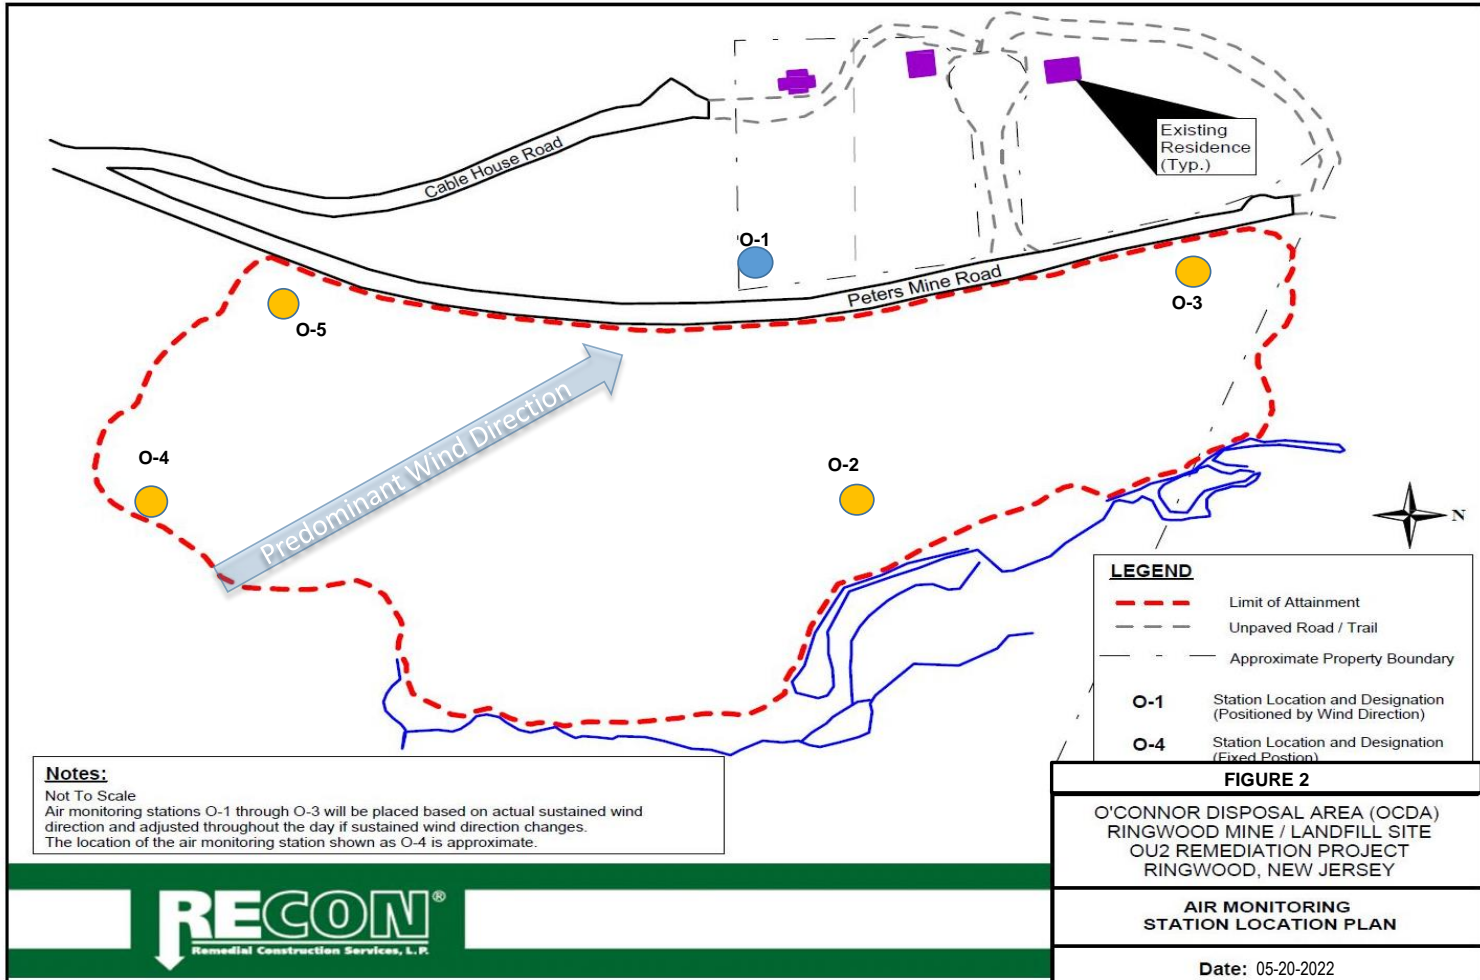 Existing
Residence
(Typ.)
Cable House Road
O-1
Peters Mine Road
O-3
O-5
Predominant Wind Direction
O-4
O-2
N
LEGEND
Limit of Attainment
Unpaved Road / Trail
Approximate Property Boundary
O-1 Station Location and Designation
(Positioned by Wind Direction)
O-4 Station Location and Designation
(Fixed Postion)
Notes:
Not To Scale
Air monitoring stations O-1 through O-3 will be placed based on actual sustained wind
direction and adjusted throughout the day if sustained wind direction changes.
The location of the air monitoring station shown as O-4 is approximate.
FIGURE 2
O'CONNOR DISPOSAL AREA (OCDA)
RINGWOOD MINE / LANDFILL SITE
OU2 REMEDIATION PROJECT
RINGWOOD, NEW JERSEY
AIR MONITORING
STATION LOCATION PLAN
Date: 05-20-2022
RECON®
Remedial Construction Services, L.P.